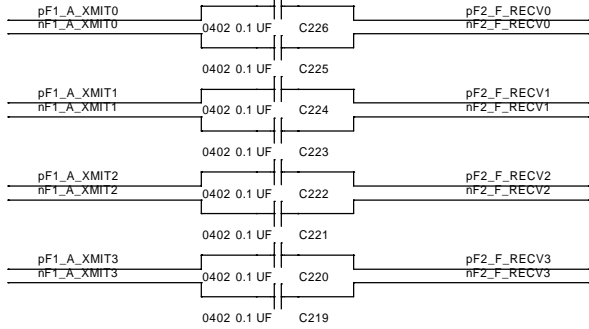 pF1_A_XMIT0 pF2_F_RECV0
nF1_A_XMIT0 0402 0.1 UF C226 nF2_F_RECV0
0402 0.1 UF C225
pF1_A_XMIT1 pF2_F_RECV1
nF1_A_XMIT1 0402 0.1 UF C224 nF2_F_RECV1
0402 0.1 UF C223
pF1_A_XMIT2 pF2_F_RECV2
nF1_A_XMIT2 0402 0.1 UF C222 nF2_F_RECV2
0402 0.1 UF C221
pF1_A_XMIT3 pF2_F_RECV3
nF1_A_XMIT3 0402 0.1 UF C220 nF2_F_RECV3
0402 0.1 UF C219